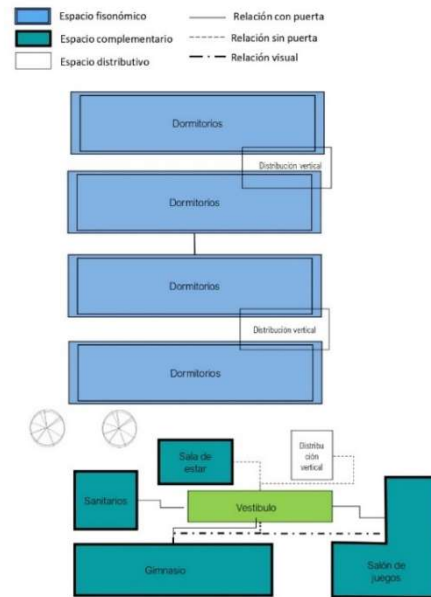 Espacio fisonómico
Relación con puerta
Espacio complementario
Relación sin puerta
Espacio distributivo
Relación visual
Dormitorios
Distribución vertical
Dormitorios
Dormitorios
Distribución vertical
Dormitorios
Sala de
estar
Distribu
ación
vertical
Sanitarios
Vestíbulo
Gimnasio
Salón de
juegos